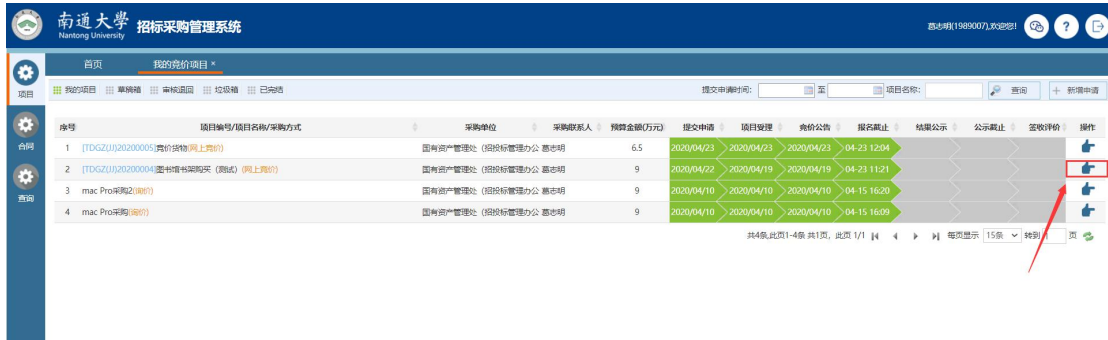 南通大學 招标采购管理系统
Nantong University
葛志明(1989007),欢迎您!
首页 我的竞价项目 ×
项目
合同
查询
我的项目 草稿箱 审核退回 垃圾箱 已完结 提交申请时间: 至 项目名称: 查询 + 新增申请
序号 项目编号/项目名称/采购方式 采购单位 采购联系人 预算金额(万元) 提交申请 项目受理 竞价公告 报名截止 结果公示 公示截止 签收评价 操作
1 [TDGZ(JJ)20200005]竞价货物(网上竞价) 国有资产管理处（招投标管理办公 葛志明 6.5 2020/04/23 2020/04/23 2020/04/23 04-23 12:04
2 [TDGZ(JJ)20200004]图书馆书架购买（测试）(网上竞价) 国有资产管理处（招投标管理办公 葛志明 9 2020/04/22 2020/04/19 2020/04/19 04-23 11:21
3 mac Pro采购2(询价) 国有资产管理处（招投标管理办公 葛志明 9 2020/04/10 2020/04/10 2020/04/10 04-15 16:20
4 mac Pro采购(询价) 国有资产管理处（招投标管理办公 葛志明 9 2020/04/10 2020/04/10 2020/04/10 04-15 16:09
共4条,此页1-4条 共1页, 此页 1/1 每页显示 15条 转到 页